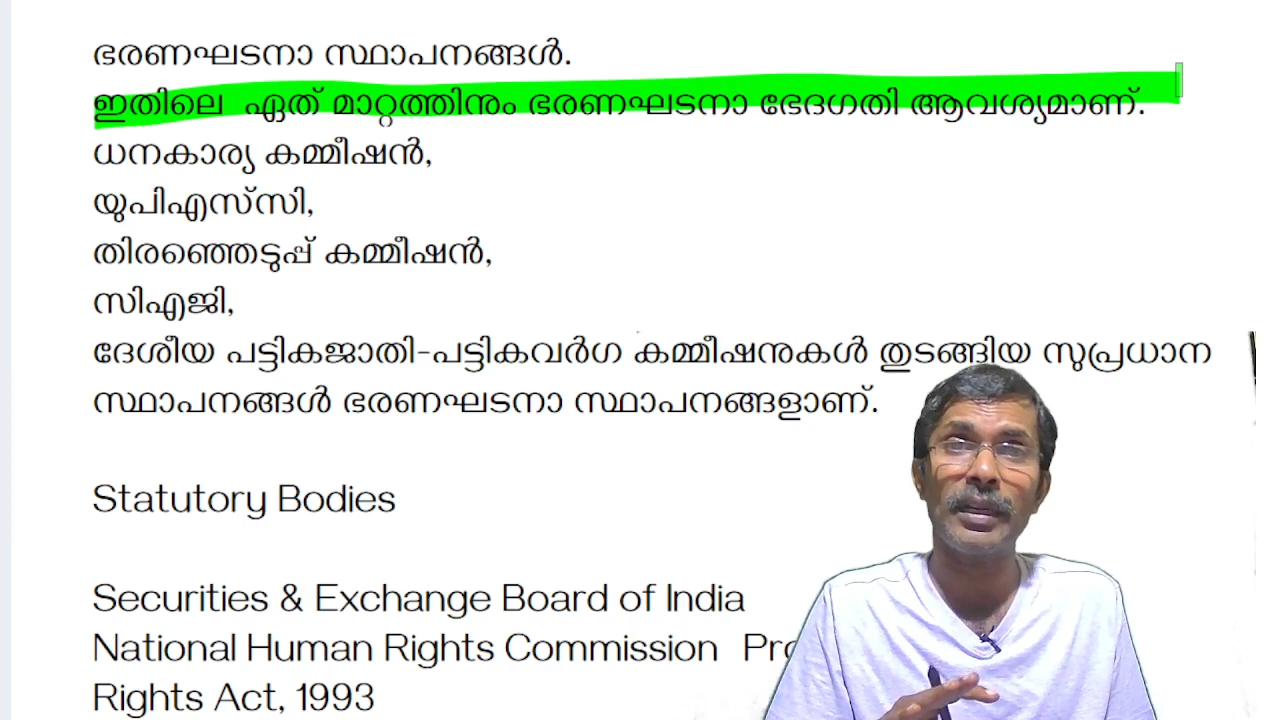 ഭരണഘടനാ സ്ഥാപനങ്ങൾ.
ഇതിലെ ഏത് മാറ്റത്തിനും ഭരണഘടനാ ഭേദഗതി ആവശ്യമാണ്.
ധനകാര്യ കമ്മീഷൻ,
യുപിഎസ്‌സി,
തിരഞ്ഞെടുപ്പ് കമ്മീഷൻ,
സിഎജി,
ദേശീയ പട്ടികജാതി-പട്ടികവർഗ കമ്മീഷനുകൾ തുടങ്ങിയ സുപ്രധാന
സ്ഥാപനങ്ങൾ ഭരണഘടനാ സ്ഥാപനങ്ങളാണ്.
Statutory Bodies
Securities & Exchange Board of India
National Human Rights Commission
Rights Act, 1993